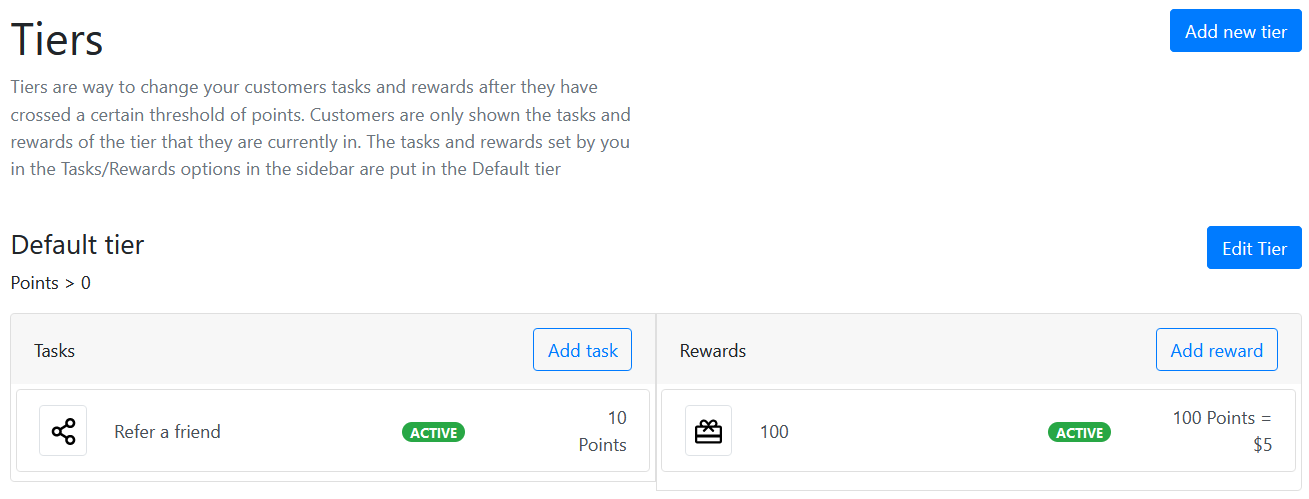 Tiers
Add new tier
Tiers are way to change your customers tasks and rewards after they have
crossed a certain threshold of points. Customers are only shown the tasks and
rewards of the tier that they are currently in. The tasks and rewards set by you
in the Tasks/Rewards options in the sidebar are put in the Default tier
Default tier
Edit Tier
Points > 0
Tasks
Add task
Rewards
Add reward
Refer a friend
ACTIVE
10
Points
100
ACTIVE
100 Points =
$5